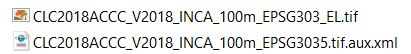 CLC2018ACCC_V2018_INCA_100m_EPSG303_EL.tif
CLC2018ACCC_V2018_INCA_100m_EPSG3035.tif.aux.xml